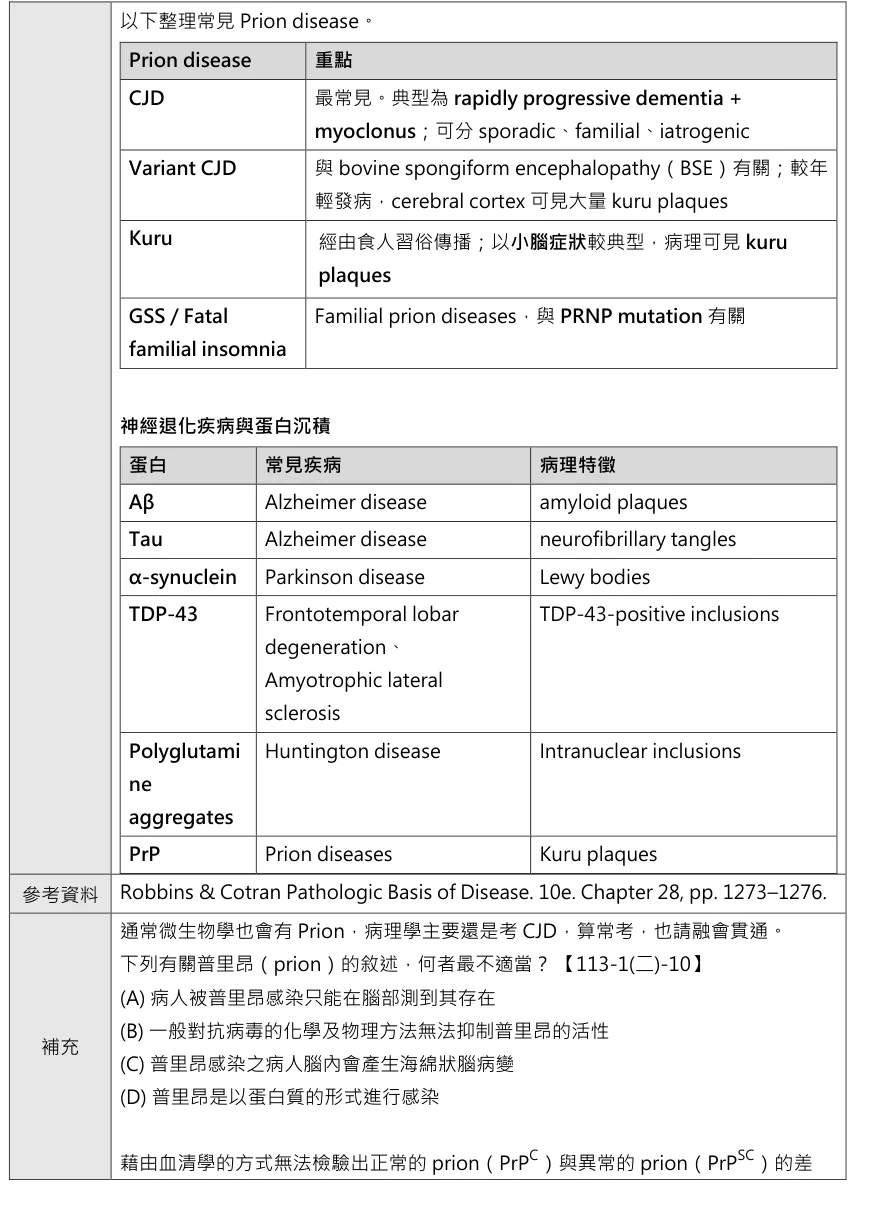 以下整理常見 Prion disease。
Prion disease 重點
CJD 最常見。典型為 rapidly progressive dementia +
myoclonus；可分 sporadic、familial、iatrogenic
Variant CJD 與 bovine spongiform encephalopathy（BSE）有關；較年
輕發病，cerebral cortex 可見大量 kuru plaques
Kuru 經由食人習俗傳播；以小腦症狀較典型，病理可見 kuru
plaques
GSS / Fatal Familial prion diseases，與 PRNP mutation 有關
familial insomnia
神經退化疾病與蛋白沉積
蛋白 常見疾病 病理特徵
Aβ Alzheimer disease amyloid plaques
Tau Alzheimer disease neurofibrillary tangles
α-synuclein Parkinson disease Lewy bodies
TDP-43 Frontotemporal lobar TDP-43-positive inclusions
degeneration、
Amyotrophic lateral
sclerosis
Polyglutami Huntington disease Intranuclear inclusions
ne
aggregates
PrP Prion diseases Kuru plaques
參考資料 Robbins & Cotran Pathologic Basis of Disease. 10e. Chapter 28, pp. 1273–1276.
補充
通常微生物學也會有 Prion，病理學主要還是考 CJD，算常考，也請融會貫通。
下列有關普里昂（prion）的敘述，何者最不適當？【113-1(二)-10】
(A) 病人被普里昂感染只能在腦部測到其存在
(B) 一般對抗病毒的化學及物理方法無法抑制普里昂的活性
(C) 普里昂感染之病人腦內會產生海綿狀腦病變
(D) 普里昂是以蛋白質的形式進行感染
藉由血清學的方式無法檢驗出正常的 prion（PrP^C）與異常的 prion（PrP^SC）的差